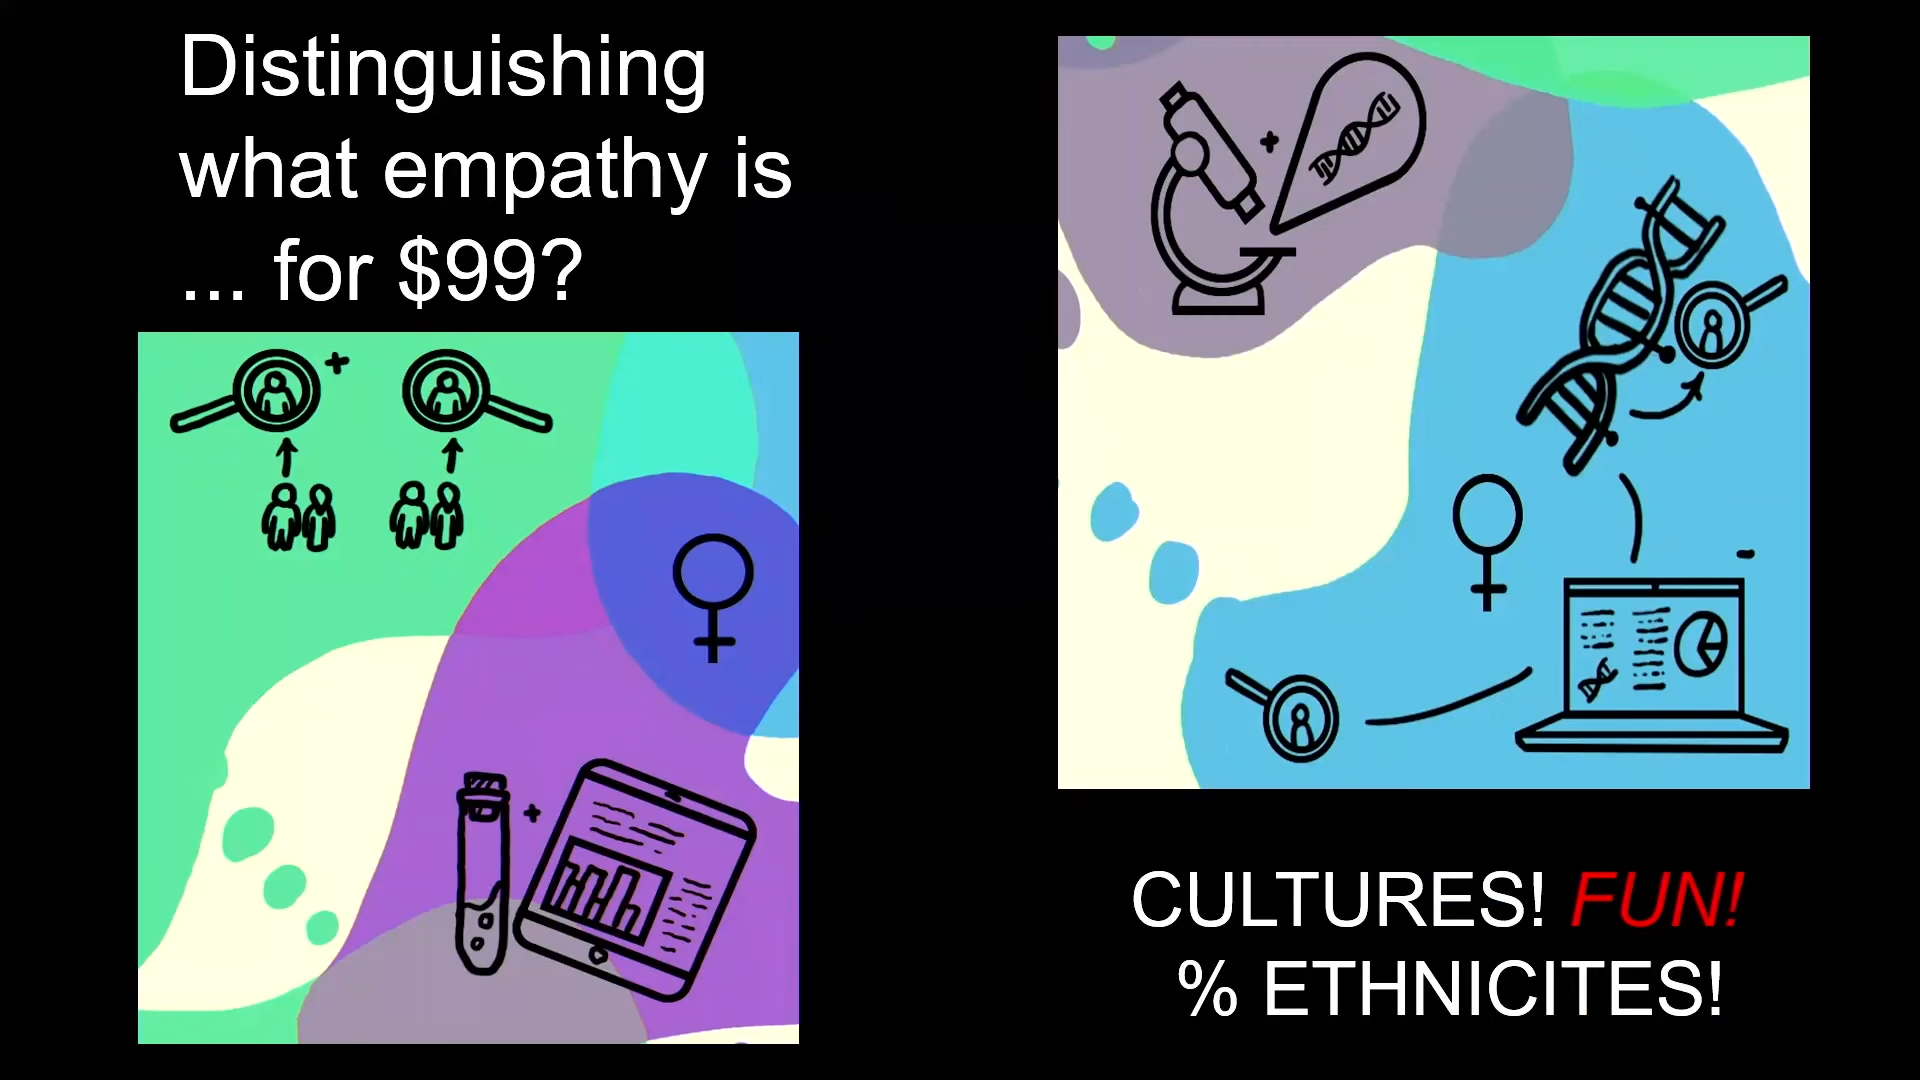 Distinguishing
what empathy is
... for $99?
CULTURES! FUN!
% ETHNICITES!